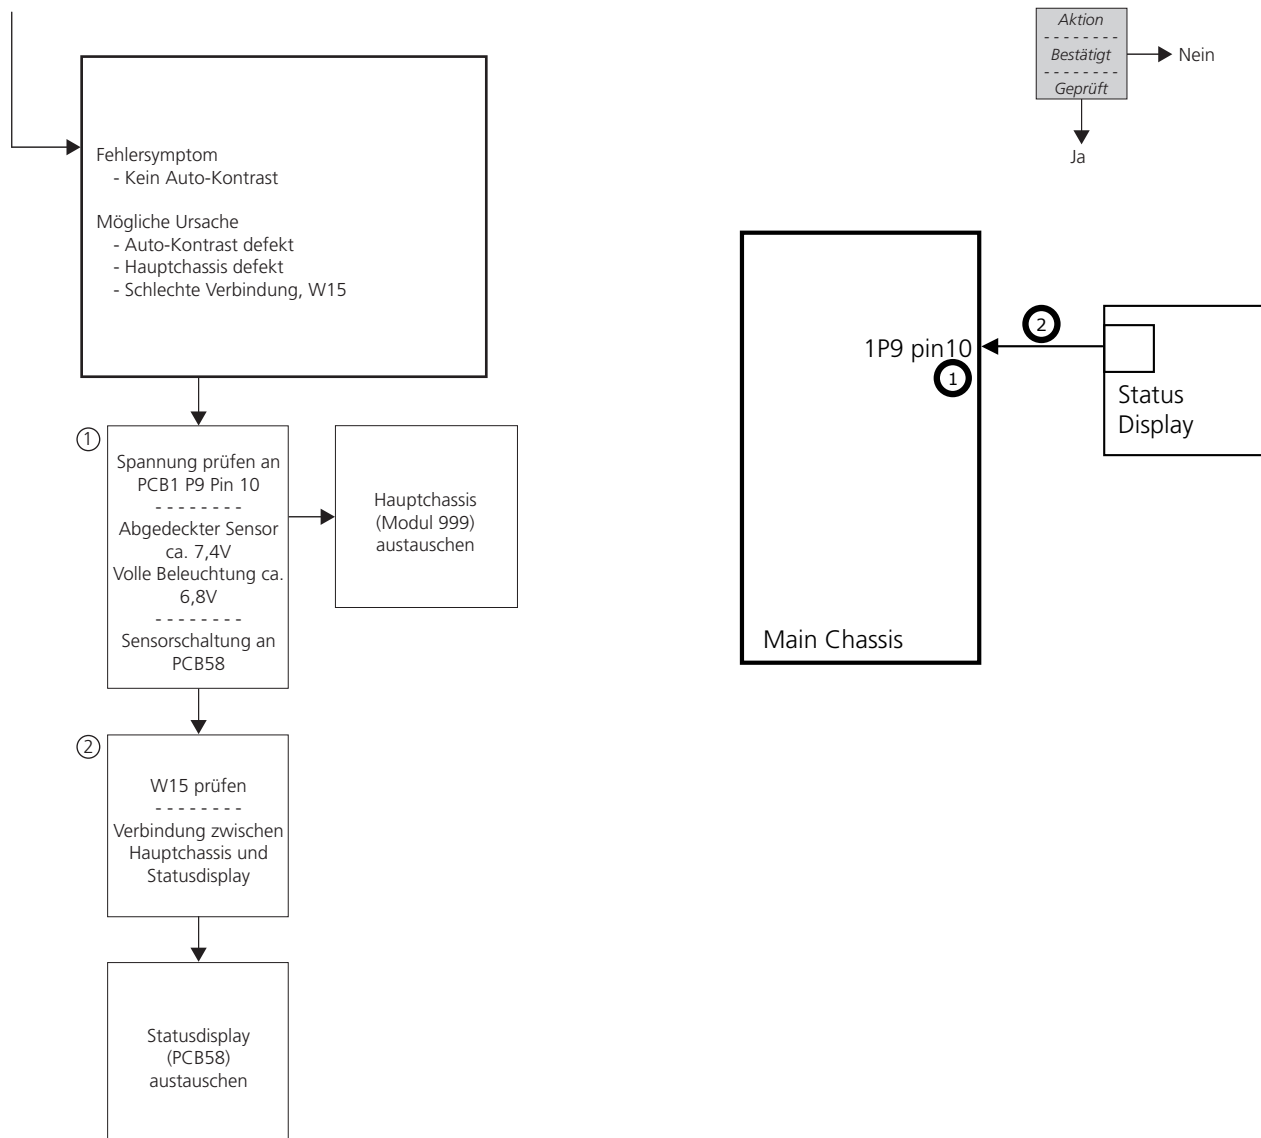 Aktion
- - - - - - - -
Bestätigt
- - - - - - - -
Geprüft
Nein
Ja
Fehlersymptom
- Kein Auto-Kontrast
Mögliche Ursache
- Auto-Kontrast defekt
- Hauptchassis defekt
- Schlechte Verbindung, W15
1
Spannung prüfen an
PCB1 P9 Pin 10
- - - - - - - -
Abgedeckter Sensor
ca. 7,4V
Volle Beleuchtung ca.
6,8V
- - - - - - - -
Sensorschaltung an
PCB58
Hauptchassis
(Modul 999)
austauschen
2
W15 prüfen
- - - - - - - -
Verbindung zwischen
Hauptchassis und
Statusdisplay
Statusdisplay
(PCB58)
austauschen
2
1P9 pin10
1
Status
Display
Main Chassis